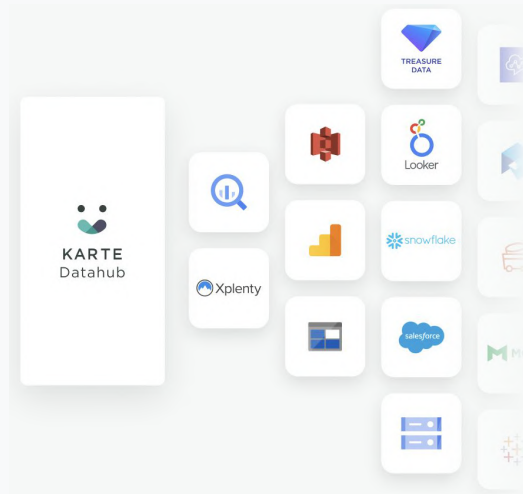 KARTE
Datahub
Xplenty
TREASURE
DATA
Looker
snowflake
salesforce